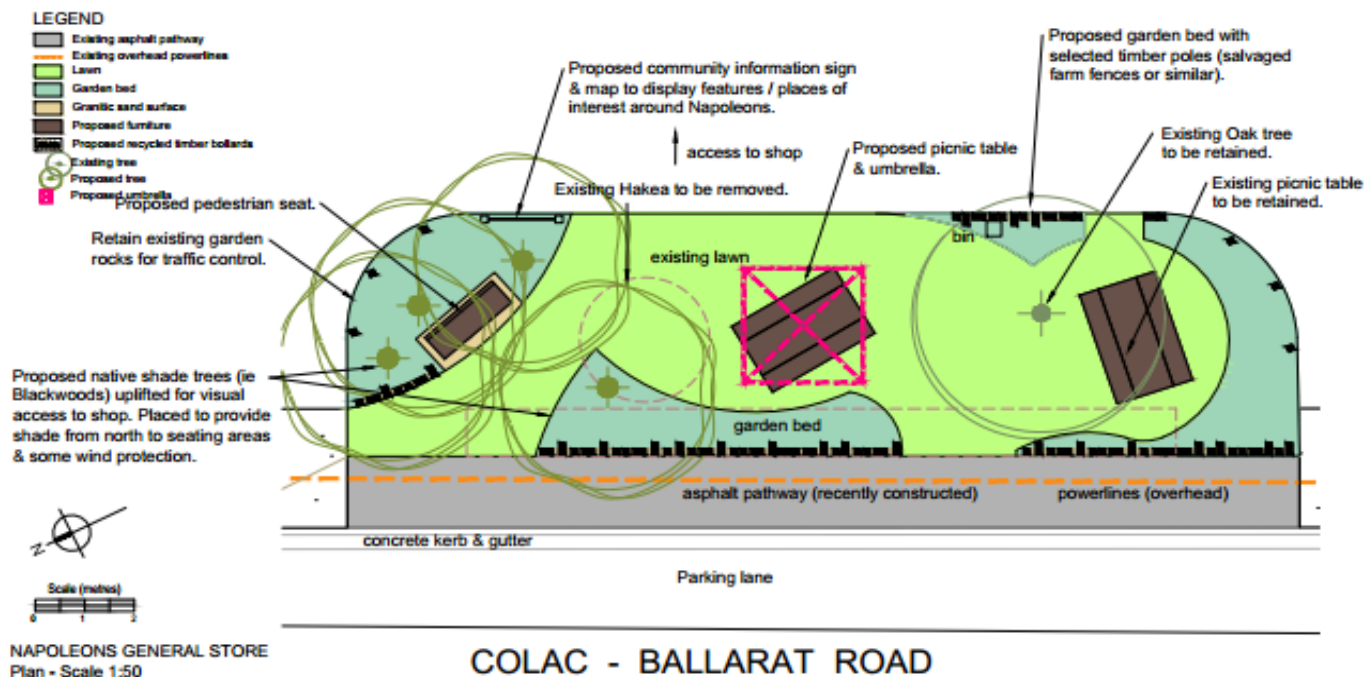 LEGEND
Existing asphalt pathway
Existing overhead powerlines
Lawn
Garden bed
Granitic sand surface
Proposed furniture
Proposed recycled timber bollards
Existing tree
Proposed tree
Proposed umbrella
Proposed pedestrian seat.
Retain existing garden
rocks for traffic control.
Proposed native shade trees (ie
Blackwoods) uplifted for visual
access to shop. Placed to provide
shade from north to seating areas
& some wind protection.
Proposed community information sign
& map to display features / places of
interest around Napoleons.
access to shop
Existing Hakea to be removed.
Proposed picnic table
& umbrella.
Proposed garden bed with
selected timber poles (salvaged
farm fences or similar).
Existing Oak tree
to be retained.
Existing picnic table
to be retained.
bin
existing lawn
garden bed
asphalt pathway (recently constructed)
powerlines (overhead)
concrete kerb & gutter
Parking lane
N
Scale (metres)
0 1 2
NAPOLEONS GENERAL STORE
Plan - Scale 1:50
COLAC - BALLARAT ROAD